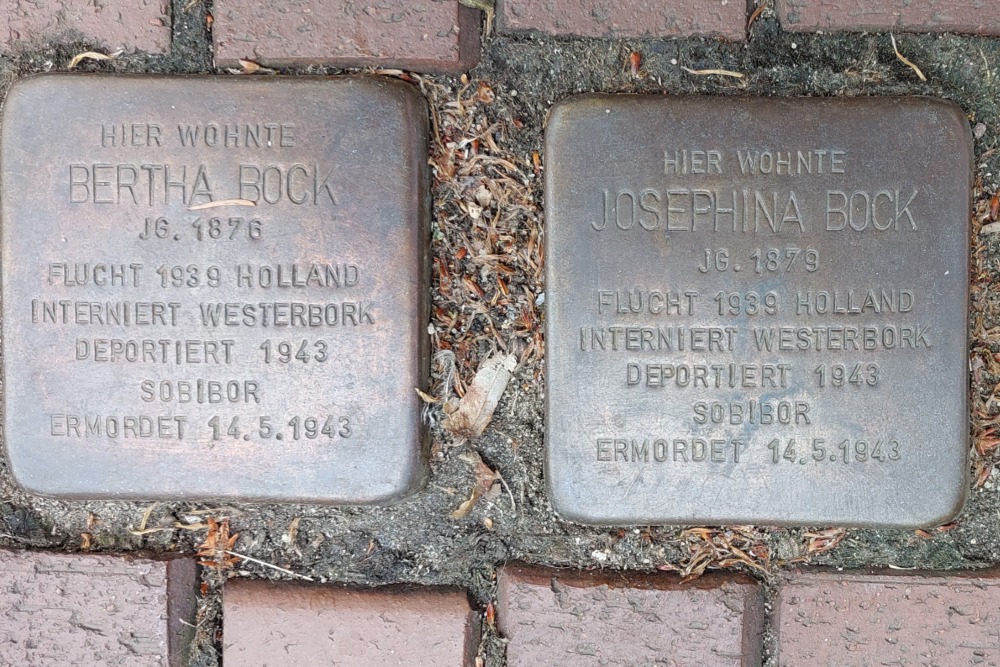 HIER WOHNTE
BERTHA BOCK
JG. 1876
FLUCHT 1939 HOLLAND
INTERNIERT WESTERBORK
DEPORTIERT 1943
SOBIBOR
ERMORDET 14.5.1943
HIER WOHNTE
JOSEPHINA BOCK
JG. 1879
FLUCHT 1939 HOLLAND
INTERNIERT WESTERBORK
DEPORTIERT 1943
SOBIBOR
ERMORDET 14.5.1943